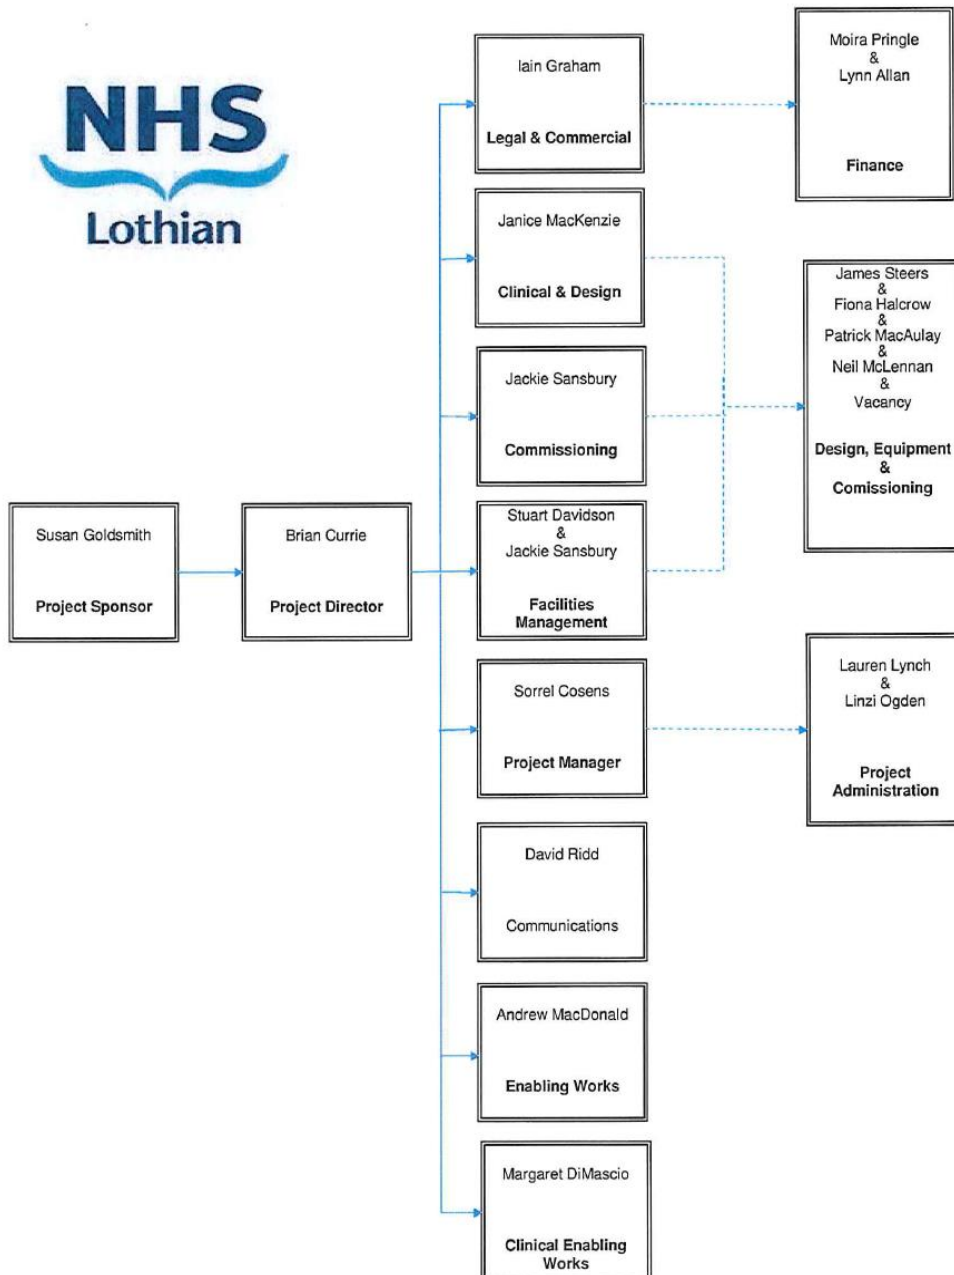 NHS
Lothian
Susan Goldsmith
Project Sponsor
Brian Currie
Project Director
Iain Graham
Legal & Commercial
Janice MacKenzie
Clinical & Design
Jackie Sansbury
Commissioning
Stuart Davidson
&
Jackie Sansbury
Facilities
Management
Sorrel Cosens
Project Manager
David Ridd
Communications
Andrew MacDonald
Enabling Works
Margaret DiMascio
Clinical Enabling
Works
Moira Pringle
&
Lynn Allan
Finance
James Steers
&
Fiona Halcrow
&
Patrick MacAulay
&
Neil McLennan
&
Vacancy
Design, Equipment
&
Comissioning
Lauren Lynch
&
Linzi Ogden
Project
Administration